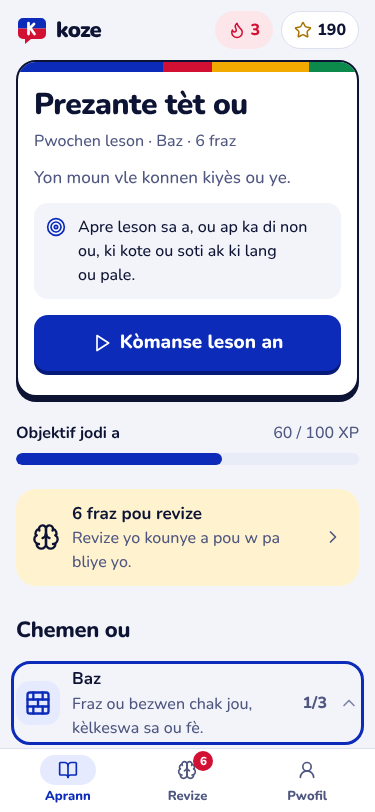 koze
3
190
Prezante tèt ou
Pwochen leson · Baz · 6 fraz
Yon moun vle konnen kiyès ou ye.
Apre leson sa a, ou ap ka di non
ou, ki kote ou soti ak ki lang
ou pale.
Kòmanse leson an
Objektif jodi a
60 / 100 XP
6 fraz pou revize
Revize yo kounye a pou w pa
bliye yo.
Chemen ou
Baz
Fraz ou bezwen chak jou,
kèlkeswa sa ou fè.
1/3
6
Aprann
Revize
Pwofil